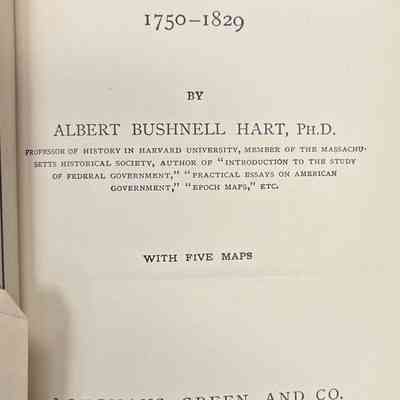 1750–1829
BY
ALBERT BUSHNELL HART, PH.D.
PROFESSOR OF HISTORY IN HARVARD UNIVERSITY, MEMBER OF THE MASSACHU-
SETTS HISTORICAL SOCIETY, AUTHOR OF “INTRODUCTION TO THE STUDY
OF FEDERAL GOVERNMENT,” “PRACTICAL ESSAYS ON AMERICAN
GOVERNMENT,” “EPOCH MAPS,” ETC.
WITH FIVE MAPS
GREEN, AND CO.